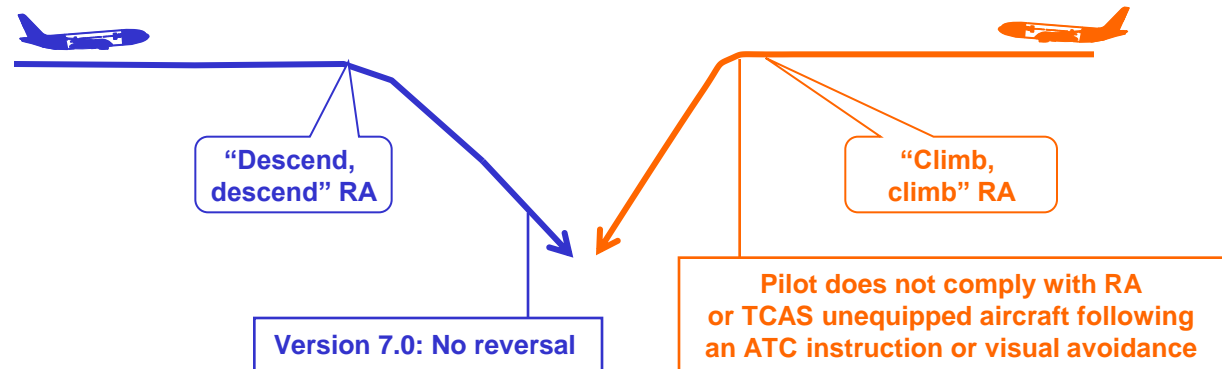 “Descend,
descend” RA
“Climb,
climb” RA
Version 7.0: No reversal
Pilot does not comply with RA
or TCAS unequipped aircraft following
an ATC instruction or visual avoidance